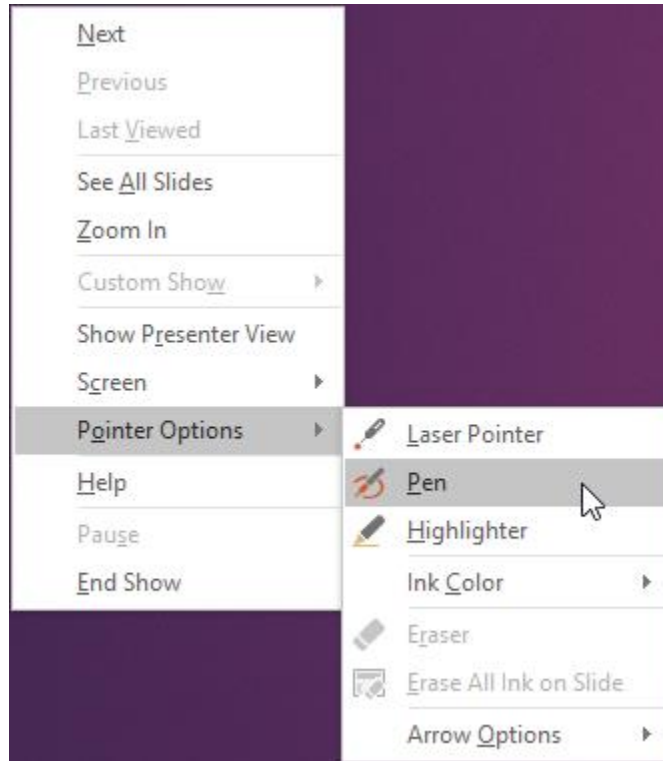 Next
Previous
Last Viewed
See All Slides
Zoom In
Custom Show
Show Presenter View
Screen
Pointer Options
Help
Pause
End Show
Laser Pointer
Pen
Highlighter
Ink Color
Eraser
Erase All Ink on Slide
Arrow Options